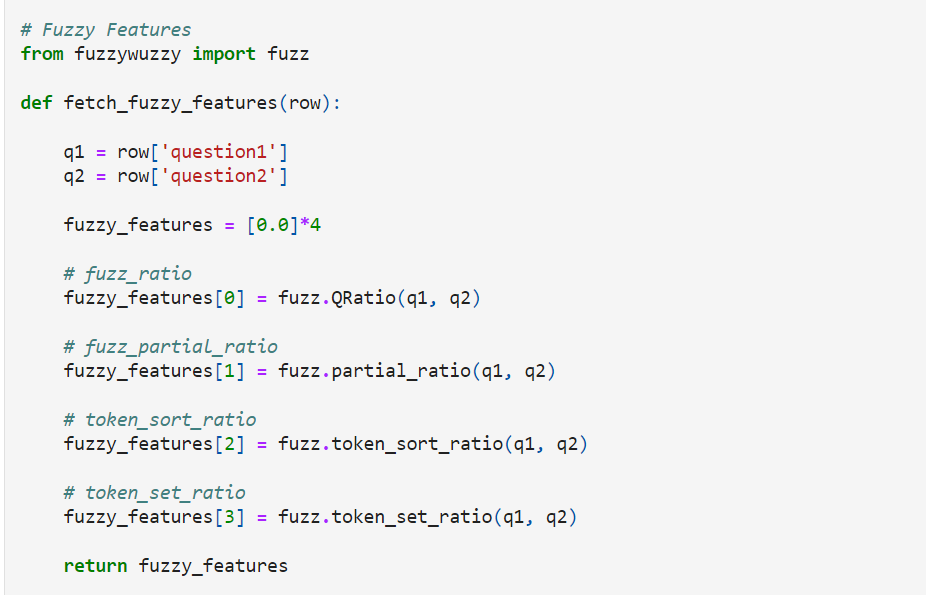 # Fuzzy Features
from fuzzywuzzy import fuzz
def fetch_fuzzy_features(row):
    q1 = row['question1']
    q2 = row['question2']
    fuzzy_features = [0.0]*4
    # fuzz_ratio
    fuzzy_features[0] = fuzz.QRatio(q1, q2)
    # fuzz_partial_ratio
    fuzzy_features[1] = fuzz.partial_ratio(q1, q2)
    # token_sort_ratio
    fuzzy_features[2] = fuzz.token_sort_ratio(q1, q2)
    # token_set_ratio
    fuzzy_features[3] = fuzz.token_set_ratio(q1, q2)
    return fuzzy_features